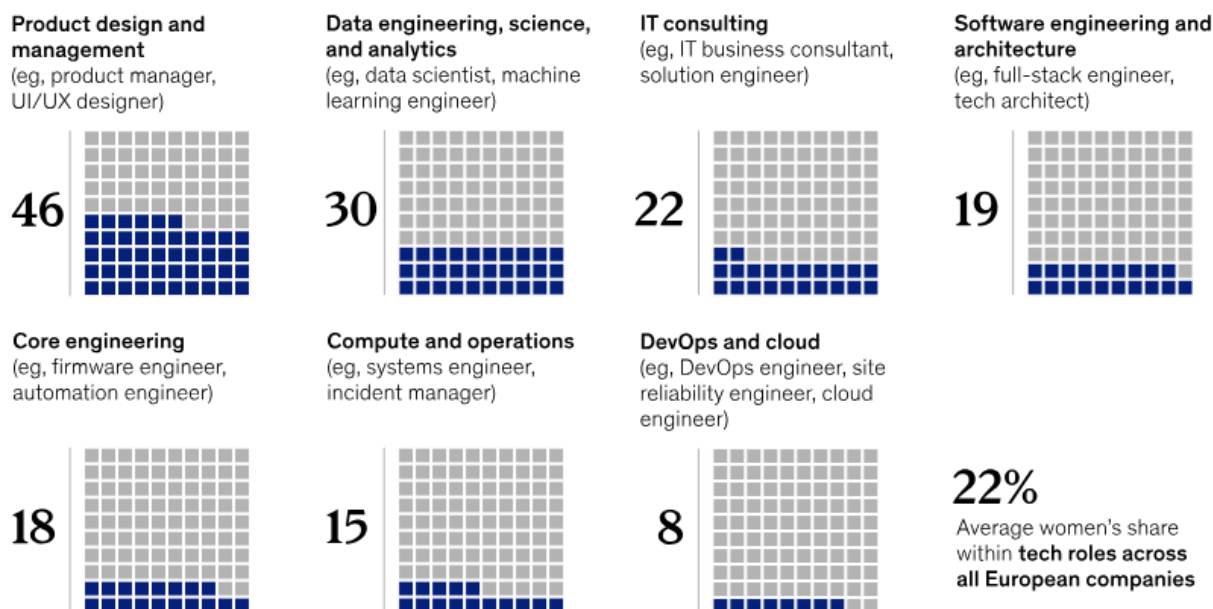 Product design and
management
(eg, product manager,
UI/UX designer)
46
Data engineering, science,
and analytics
(eg, data scientist, machine
learning engineer)
30
IT consulting
(eg, IT business consultant,
solution engineer)
22
Software engineering and
architecture
(eg, full-stack engineer,
tech architect)
19
Core engineering
(eg, firmware engineer,
automation engineer)
18
Compute and operations
(eg, systems engineer,
incident manager)
15
DevOps and cloud
(eg, DevOps engineer, site
reliability engineer, cloud
engineer)
8
22%
Average women’s share
within tech roles across
all European companies